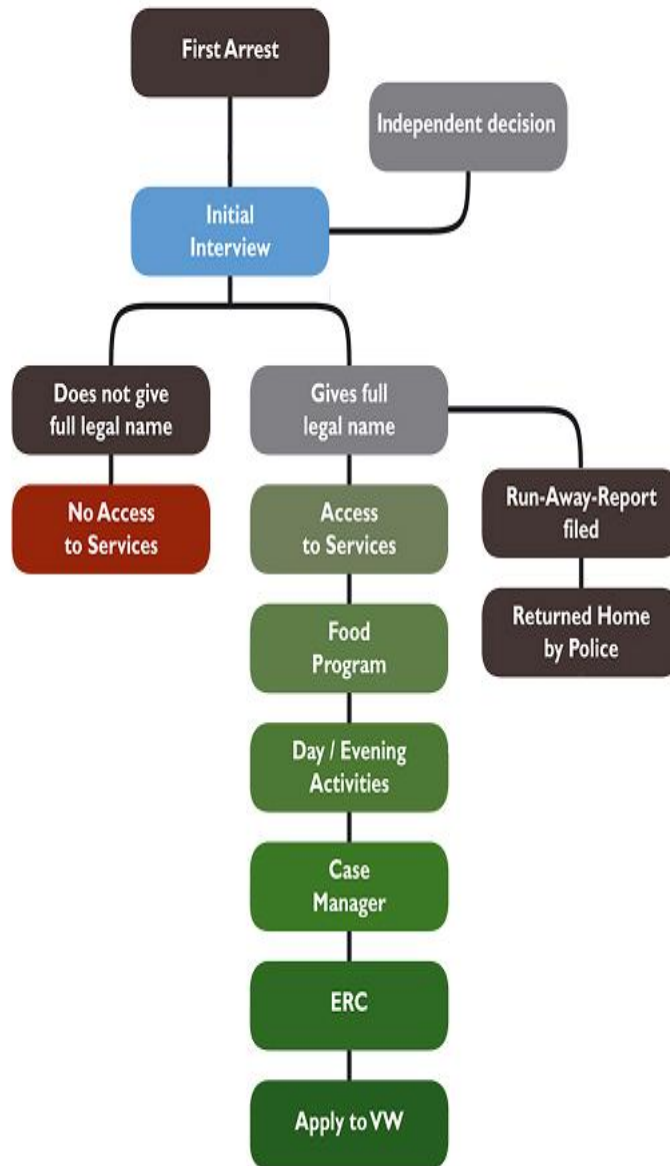 First Arrest
Independent decision
Initial
Interview
Does not give
full legal name
Gives full
legal name
No Access
to Services
Access
to Services
Run-Away-Report
filed
Food
Program
Returned Home
by Police
Day / Evening
Activities
Case
Manager
ERC
Apply to VW